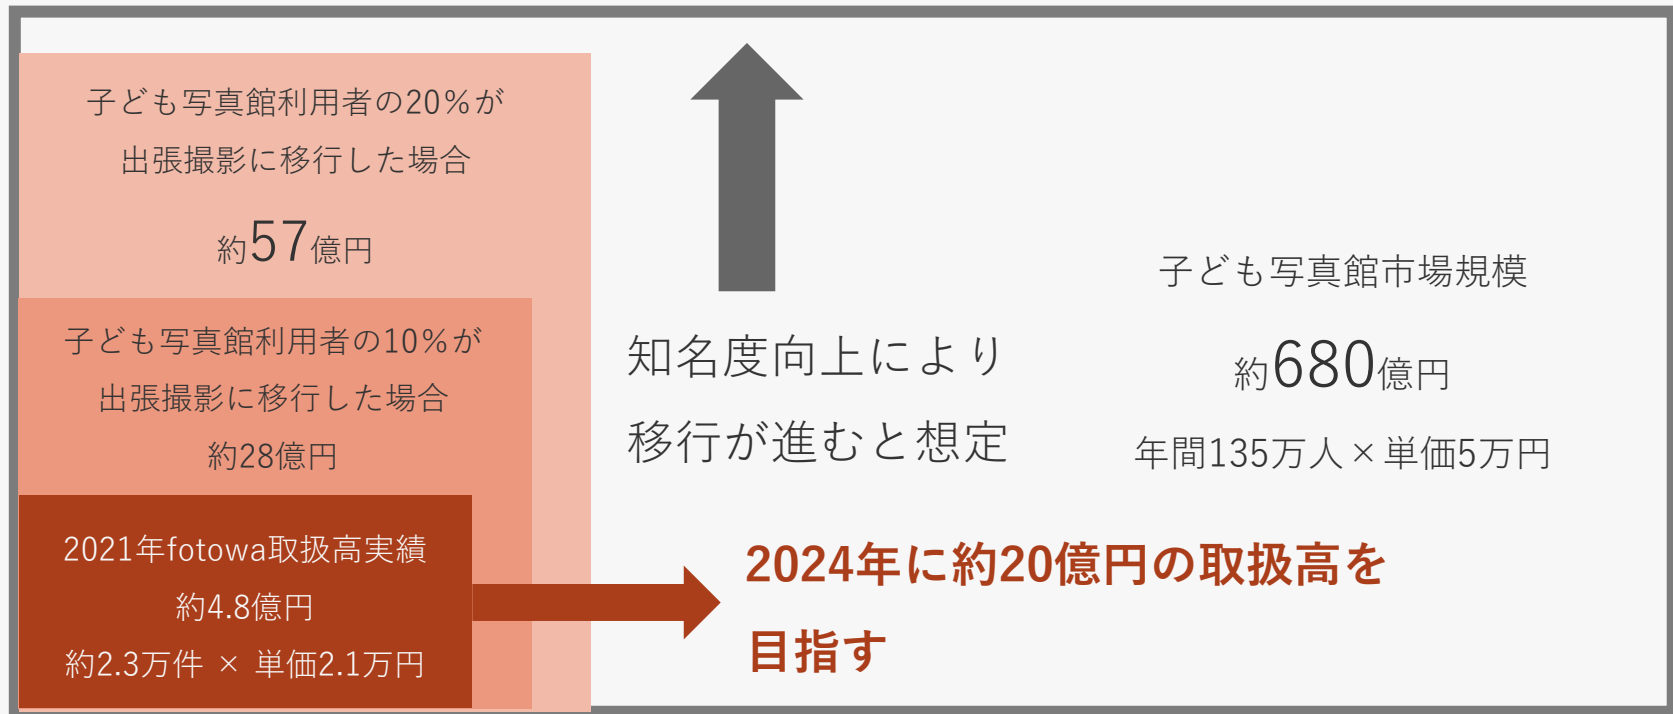 子ども写真館利用者の20%が
出張撮影に移行した場合
約57億円
子ども写真館利用者の10%が
出張撮影に移行した場合
約28億円
2021年fotowa取扱高実績
約4.8億円
約2.3万件 × 単価2.1万円
知名度向上により
移行が進むと想定
子ども写真館市場規模
約680億円
年間135万人×単価5万円
2024年に約20億円の取扱高を
目指す